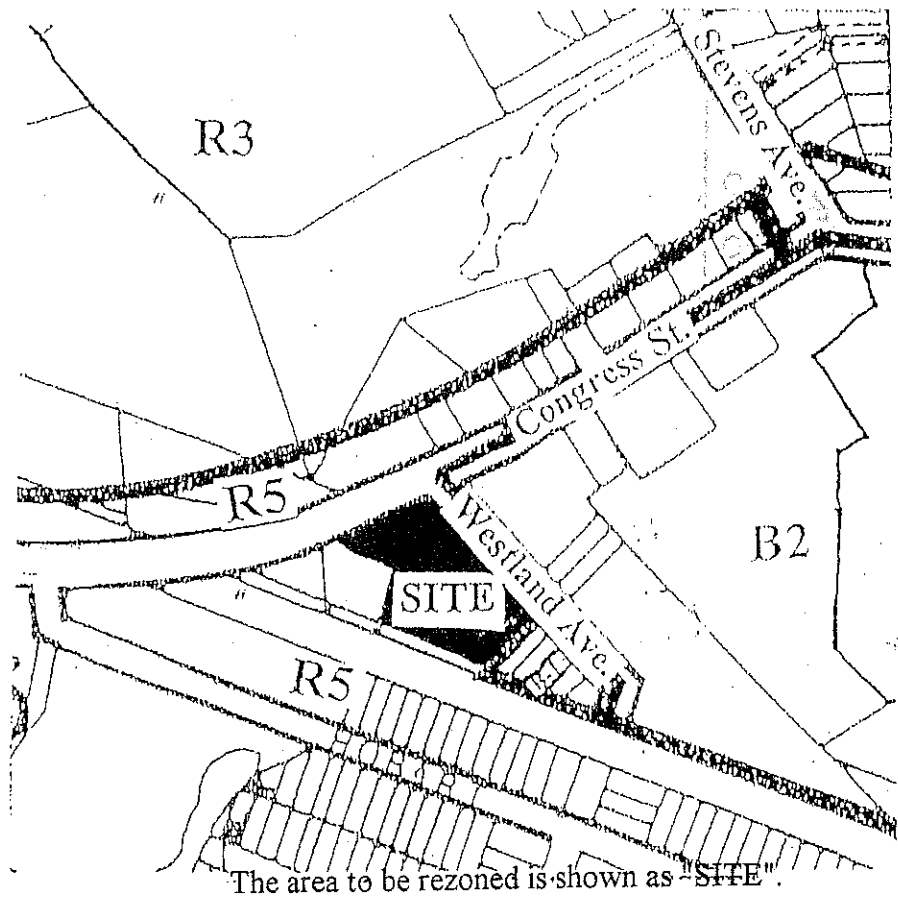 Stevens Ave.
R3
Congress St.
R5
Westland Ave.
B2
SITE
R5
The area to be rezoned is shown as "SITE".